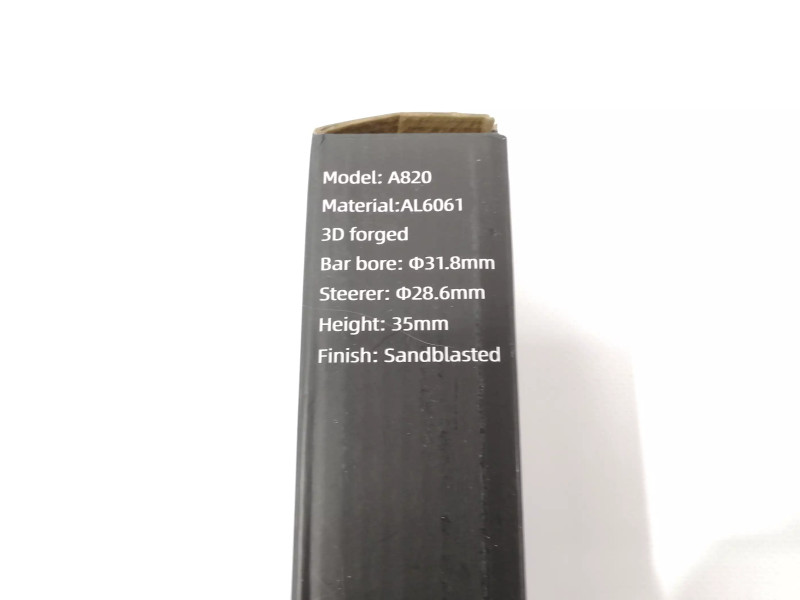 Model: A820
Material:AL6061
3D forged
Bar bore: Φ31.8mm
Steerer: Φ28.6mm
Height: 35mm
Finish: Sandblasted